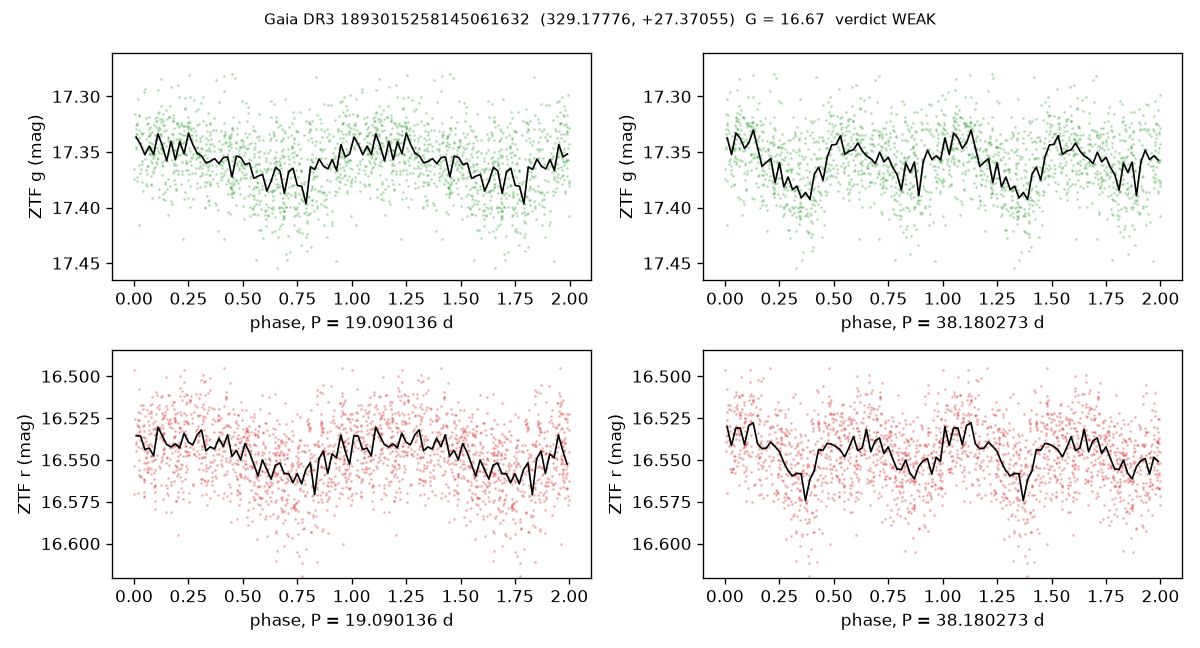 Gaia DR3 1893015258145061632  (329.17776, +27.37055)  G = 16.67  verdict WEAK
ZTF g (mag)
17.30
17.35
17.40
17.45
0.00 0.25 0.50 0.75 1.00 1.25 1.50 1.75 2.00
phase, P = 19.090136 d
ZTF g (mag)
17.30
17.35
17.40
17.45
0.00 0.25 0.50 0.75 1.00 1.25 1.50 1.75 2.00
phase, P = 38.180273 d
ZTF r (mag)
16.500
16.525
16.550
16.575
16.600
0.00 0.25 0.50 0.75 1.00 1.25 1.50 1.75 2.00
phase, P = 19.090136 d
ZTF r (mag)
16.500
16.525
16.550
16.575
16.600
0.00 0.25 0.50 0.75 1.00 1.25 1.50 1.75 2.00
phase, P = 38.180273 d